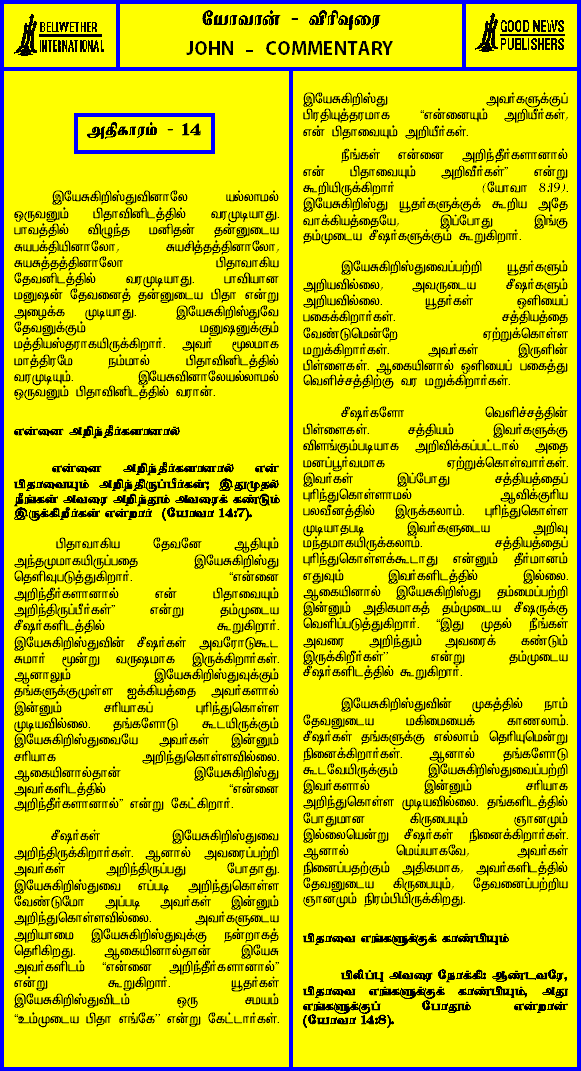 BELLWETHER
INTERNATIONAL
யோவான் - விரிவுரை
JOHN - COMMENTARY
GOOD NEWS
PUBLISHERS
அதிகாரம் - 14
இயேசுகிறிஸ்துவினாலே யல்லாமல்
ஒருவனும் பிதாவினிடத்தில் வரமுடியாது.
பாவத்தில் விழுந்த மனிதன் தன்னுடைய
சுயபக்தியினாலோ, சுயசித்தத்தினாலோ,
சுயசுத்தத்தினாலோ பிதாவாகிய
தேவனிடத்தில் வரமுடியாது. பாவியான
மனுஷன் தேவனைத் தன்னுடைய பிதா என்று
அழைக்க முடியாது. இயேசுகிறிஸ்துவே
தேவனுக்கும் மனுஷனுக்கும்
மத்தியஸ்தராகயிருக்கிறார். அவர் மூலமாக
மாத்திரமே நம்மால் பிதாவினிடத்தில்
வரமுடியும். இயேசுவினாலேயல்லாமல்
ஒருவனும் பிதாவினிடத்தில் வரான்.
என்னை அறிந்தீர்களானால்
என்னை அறிந்தீர்களானால் என்
பிதாவையும் அறிந்திருப்பீர்கள்; இதுமுதல்
நீங்கள் அவரை அறிந்தும் அவரைக் கண்டும்
இருக்கிறீர்கள் என்றார் (யோவா 14:7).
பிதாவாகிய தேவனே ஆதியும்
அந்தமுமாகயிருப்பதை இயேசுகிறிஸ்து
தெளிவுபடுத்துகிறார். “என்னை
அறிந்தீர்களானால் என் பிதாவையும்
அறிந்திருப்பீர்கள்” என்று தம்முடைய
சீஷர்களிடத்தில் கூறுகிறார்.
இயேசுகிறிஸ்துவின் சீஷர்கள் அவரோடுகூட
சுமார் மூன்று வருஷமாக இருக்கிறார்கள்.
ஆனாலும் இயேசுகிறிஸ்துவுக்கும்
தங்களுக்குமுள்ள ஐக்கியத்தை அவர்களால்
இன்னும் சரியாகப் புரிந்துகொள்ள
முடியவில்லை. தங்களோடு கூடயிருக்கும்
இயேசுகிறிஸ்துவையே அவர்கள் இன்னும்
சரியாக அறிந்துகொள்ளவில்லை.
ஆகையினால்தான் இயேசுகிறிஸ்து
அவர்களிடத்தில் “என்னை
அறிந்தீர்களானால்” என்று கேட்கிறார்.
சீஷர்கள் இயேசுகிறிஸ்துவை
அறிந்திருக்கிறார்கள். ஆனால் அவரைப்பற்றி
அவர்கள் அறிந்திருப்பது போதாது.
இயேசுகிறிஸ்துவை எப்படி அறிந்துகொள்ள
வேண்டுமோ அப்படி அவர்கள் இன்னும்
அறிந்துகொள்ளவில்லை. அவர்களுடைய
அறியாமை இயேசுகிறிஸ்துவுக்கு நன்றாகத்
தெரிகிறது. ஆகையினால்தான் இயேசு
அவர்களிடம் “என்னை அறிந்தீர்களானால்”
என்று கூறுகிறார். யூதர்கள்
இயேசுகிறிஸ்துவிடம் ஒரு சமயம்
“உம்முடைய பிதா எங்கே” என்று கேட்டார்கள்.
இயேசுகிறிஸ்து அவர்களுக்குப்
பிரதியுத்தரமாக “என்னையும் அறியீர்கள்,
என் பிதாவையும் அறியீர்கள்.
நீங்கள் என்னை அறிந்தீர்களானால்
என் பிதாவையும் அறிவீர்கள்” என்று
கூறியிருக்கிறார் (யோவா 8:19).
இயேசுகிறிஸ்து யூதர்களுக்குக் கூறிய அதே
வாக்கியத்தையே, இப்போது இங்கு
தம்முடைய சீஷர்களுக்கும் கூறுகிறார்.
இயேசுகிறிஸ்துவைப்பற்றி யூதர்களும்
அறியவில்லை, அவருடைய சீஷர்களும்
அறியவில்லை. யூதர்கள் ஒளியைப்
பகைக்கிறார்கள். சத்தியத்தை
வேண்டுமென்றே ஏற்றுக்கொள்ள
மறுக்கிறார்கள். அவர்கள் இருளின்
பிள்ளைகள். ஆகையினால் ஒளியைப் பகைத்து
வெளிச்சத்திற்கு வர மறுக்கிறார்கள்.
சீஷர்களோ வெளிச்சத்தின்
பிள்ளைகள். சத்தியம் இவர்களுக்கு
விளங்கும்படியாக அறிவிக்கப்பட்டால் அதை
மனப்பூர்வமாக ஏற்றுக்கொள்வார்கள்.
இவர்கள் இப்போது சத்தியத்தைப்
புரிந்துகொள்ளாமல் ஆவிக்குரிய
பலவீனத்தில் இருக்கலாம். புரிந்துகொள்ள
முடியாதபடி இவர்களுடைய அறிவு
மந்தமாகயிருக்கலாம். சத்தியத்தைப்
புரிந்துகொள்ளக்கூடாது என்னும் தீர்மானம்
எதுவும் இவர்களிடத்தில் இல்லை.
ஆகையினால் இயேசுகிறிஸ்து தம்மைப்பற்றி
இன்னும் அதிகமாகத் தம்முடைய சீஷருக்கு
வெளிப்படுத்துகிறார். “இது முதல் நீங்கள்
அவரை அறிந்தும் அவரைக் கண்டும்
இருக்கிறீர்கள்” என்று தம்முடைய
சீஷர்களிடத்தில் கூறுகிறார்.
இயேசுகிறிஸ்துவின் முகத்தில் நாம்
தேவனுடைய மகிமையைக் காணலாம்.
சீஷர்கள் தங்களுக்கு எல்லாம் தெரியுமென்று
நினைக்கிறார்கள். ஆனால் தங்களோடு
கூடவேயிருக்கும் இயேசுகிறிஸ்துவைப்பற்றி
இவர்களால் இன்னும் சரியாக
அறிந்துகொள்ள முடியவில்லை. தங்களிடத்தில்
போதுமான கிருபையும் ஞானமும்
இல்லையென்று சீஷர்கள் நினைக்கிறார்கள்.
ஆனால் மெய்யாகவே, அவர்கள்
நினைப்பதற்கும் அதிகமாக, அவர்களிடத்தில்
தேவனுடைய கிருபையும், தேவனைப்பற்றிய
ஞானமும் நிரம்பியிருக்கிறது.
பிதாவை எங்களுக்குக் காண்பியும்
பிலிப்பு அவரை நோக்கி: ஆண்டவரே,
பிதாவை எங்களுக்குக் காண்பியும், அது
எங்களுக்குப் போதும் என்றான்
(யோவா 14:8).